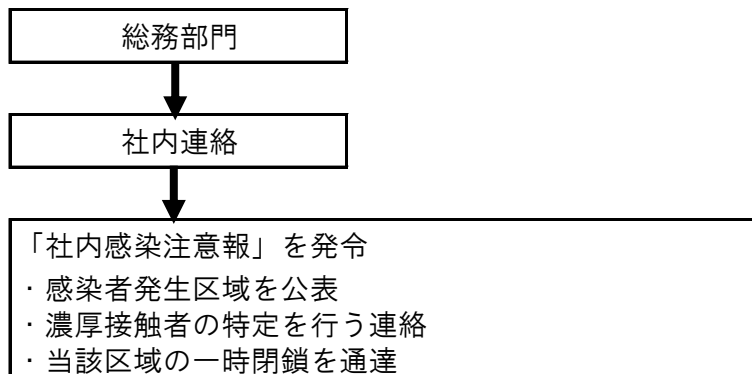 総務部門
社内連絡
「社内感染注意報」を発令
・感染者発生区域を公表
・濃厚接触者の特定を行う連絡
・当該区域の一時閉鎖を通達